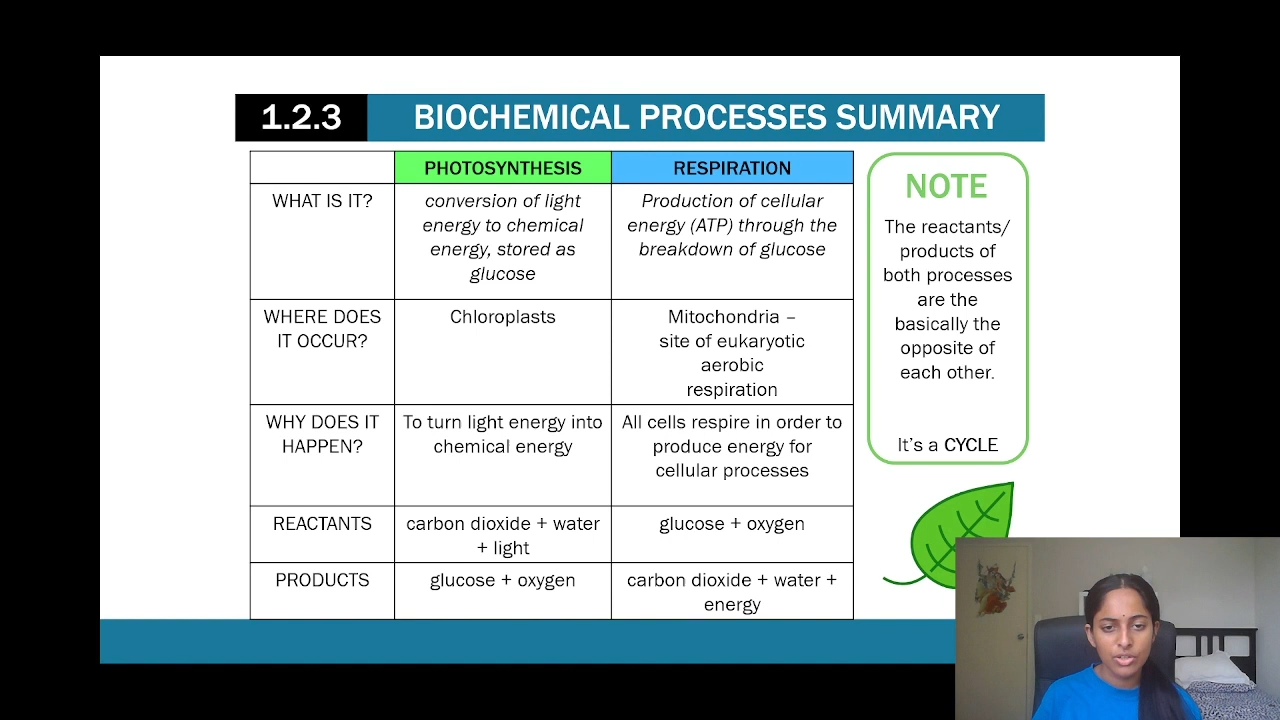 1.2.3 BIOCHEMICAL PROCESSES SUMMARY
PHOTOSYNTHESIS RESPIRATION
WHAT IS IT?
conversion of light
energy to chemical
energy, stored as
glucose
Production of cellular
energy (ATP) through the
breakdown of glucose
WHERE DOES
IT OCCUR?
Chloroplasts
Mitochondria –
site of eukaryotic
aerobic
respiration
WHY DOES IT
HAPPEN?
To turn light energy into
chemical energy
All cells respire in order to
produce energy for
cellular processes
REACTANTS
carbon dioxide + water
+ light
glucose + oxygen
PRODUCTS
glucose + oxygen
carbon dioxide + water +
energy
NOTE
The reactants/
products of
both processes
are the
basically the
opposite of
each other.
It's a CYCLE